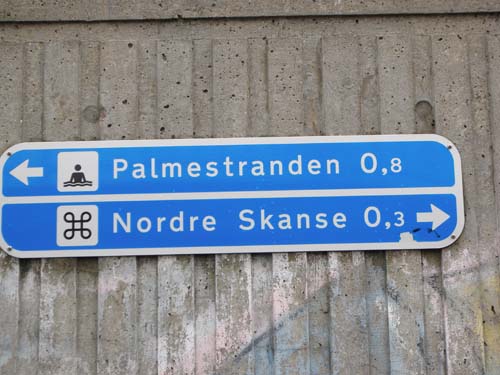 Palmestranden 0,8
Nordre Skanse 0,3